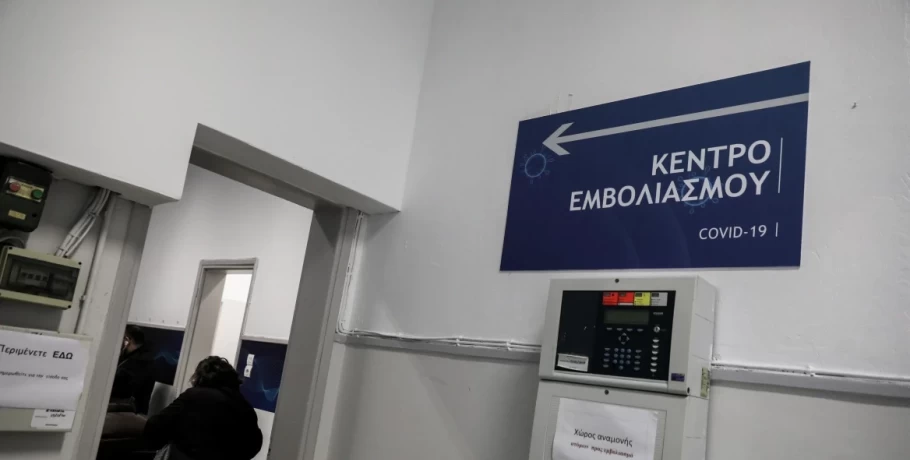 ΚΕΝΤΡΟ
ΕΜΒΟΛΙΑΣΜΟΥ
COVID-19
Περιμένετε ΕΔΩ
Χώρος αναμονής